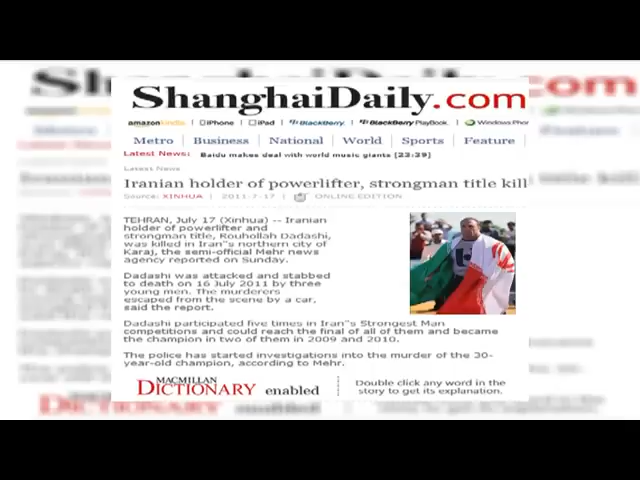 ShanghaiDaily.com
amazonkindle iPhone iPad BlackBerry BlackBerry PlayBook Windows Phon
Metro Business National World Sports Feature
Latest News: Baidu makes deal with world music giants [23:39]
Latest News
Iranian holder of powerlifter, strongman title kill
Source: XINHUA | 2011-7-17 | ONLINE EDITION
TEHRAN, July 17 (Xinhua) -- Iranian
holder of powerlifter and
strongman title, Rouhollah Dadashi,
was killed in Iran"s northern city of
Karaj, the semi-official Mehr news
agency reported on Sunday.
Dadashi was attacked and stabbed
to death on 16 July 2011 by three
young men. The murderers
escaped from the scene by a car,
said the report.
Dadashi participated five times in Iran"s Strongest Man
competitions and could reach the final of all of them and became
the champion in two of them in 2009 and 2010.
The police has started investigations into the murder of the 30-
year-old champion, according to Mehr.
MACMILLAN
DICTIONARY enabled
Double click any word in the
story to get its explanation.